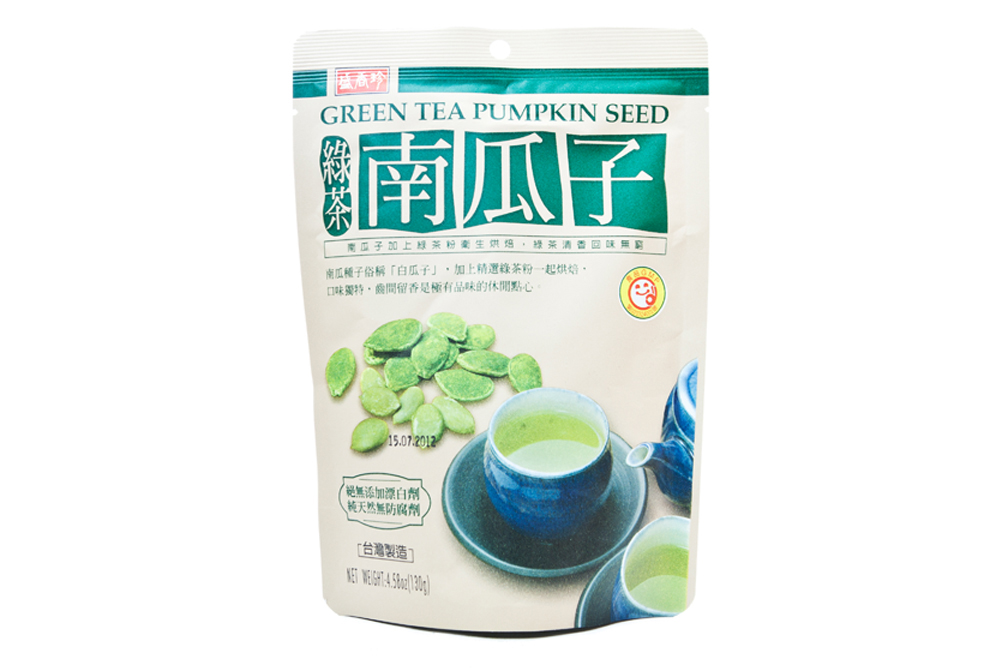 盛香珍
GREEN TEA PUMPKIN SEED
綠茶
南瓜子
南瓜子加上綠茶粉衛生烘焙，綠茶清香回味無窮
南瓜種子俗稱「白瓜子」，加上精選綠茶粉一起烘焙，
口味獨特，齒間留香是極有品味的休閒點心。
15.07.2012
絕無添加漂白劑
純天然無防腐劑
台灣製造
NET WEIGHT:4.58oz(130g)